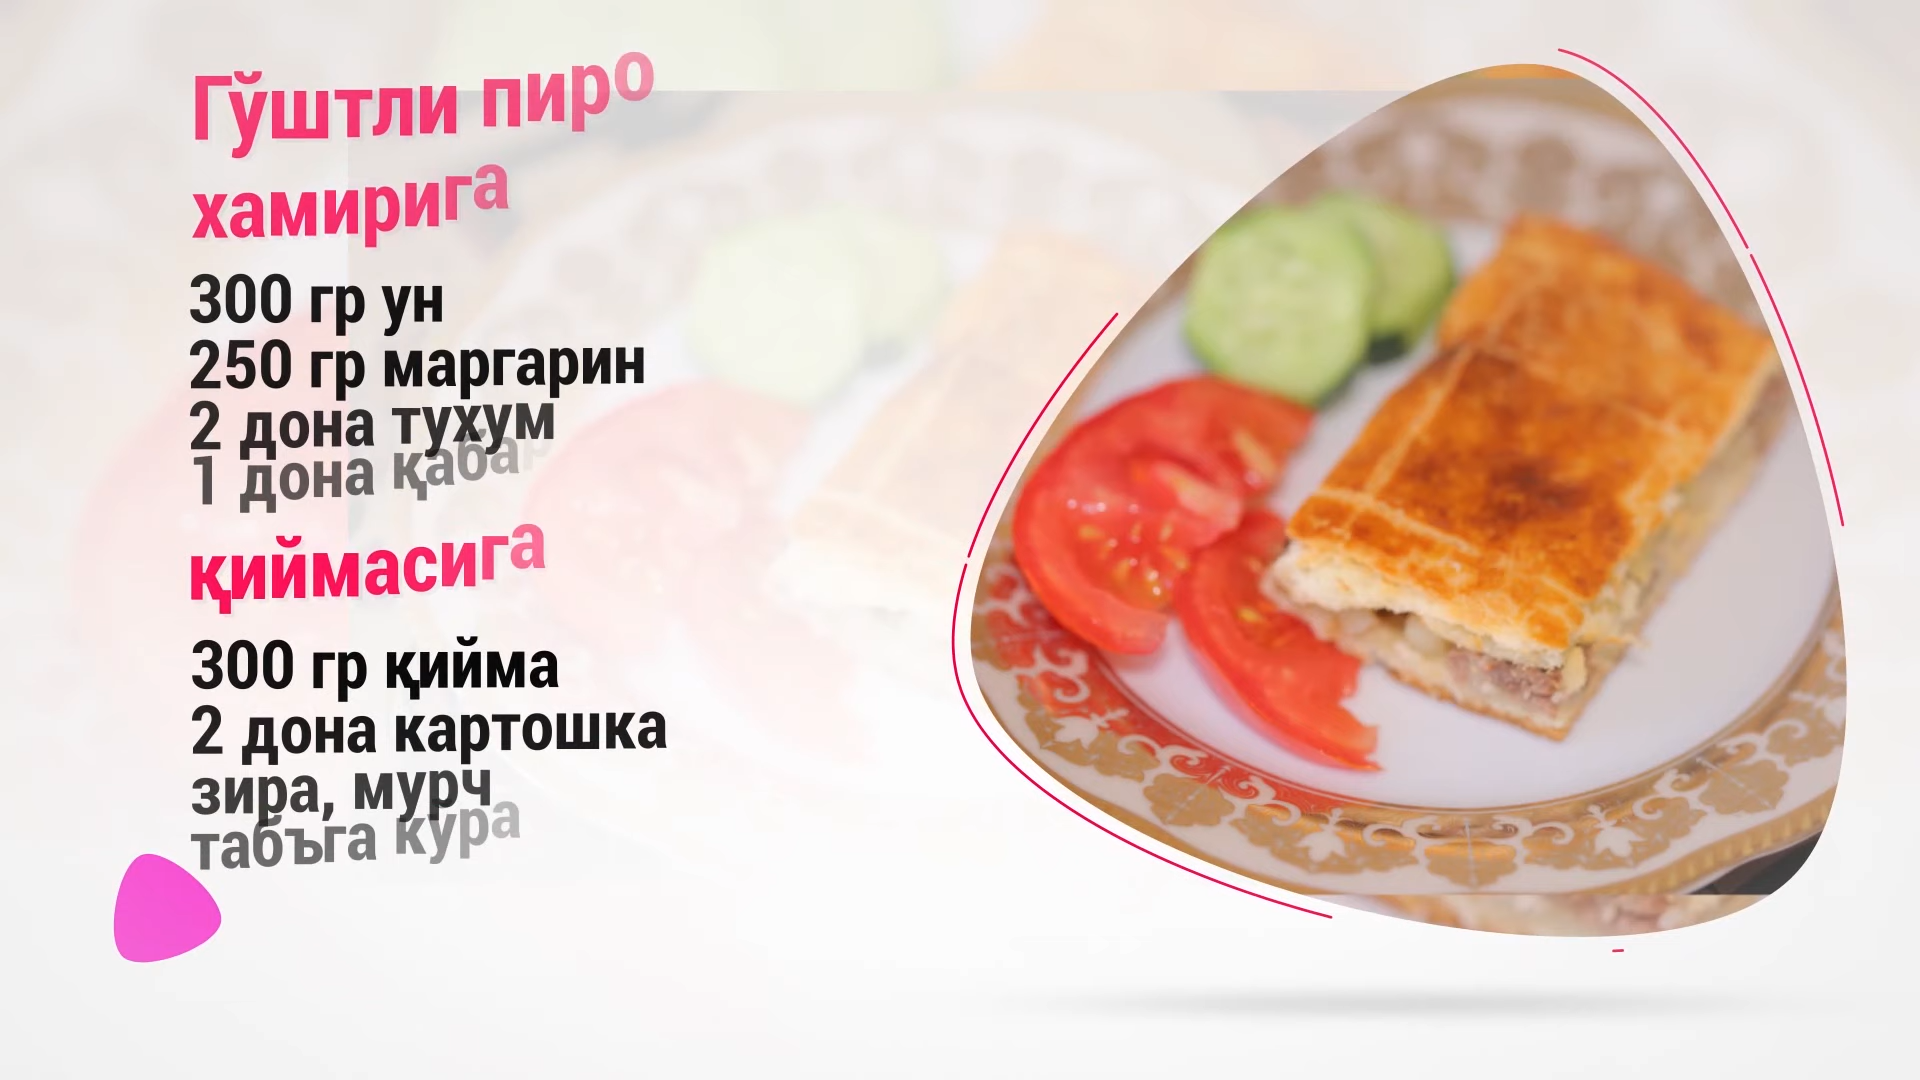 Гўштли пиро
хамирига
300 гр ун
250 гр маргарин
2 дона тухум
1 дона
қиймасига
300 гр қийма
2 дона картошка
зира, мурч
табъга кўра